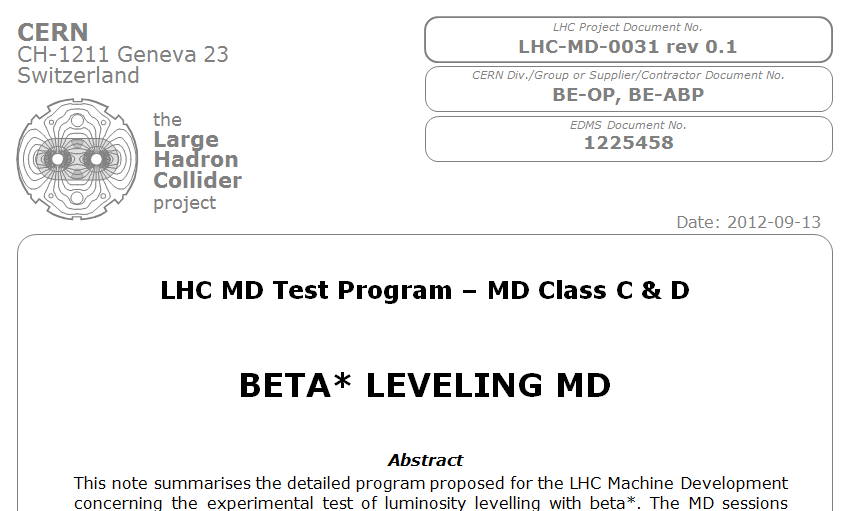 CERN
CH-1211 Geneva 23
Switzerland
the
Large
Hadron
Collider
project
LHC Project Document No.
LHC-MD-0031 rev 0.1
CERN Div./Group or Supplier/Contractor Document No.
BE-OP, BE-ABP
EDMS Document No.
1225458
Date: 2012-09-13
LHC MD Test Program – MD Class C & D
BETA* LEVELING MD
Abstract
This note summarises the detailed program proposed for the LHC Machine Development
concerning the experimental test of luminosity levelling with beta*. The MD sessions